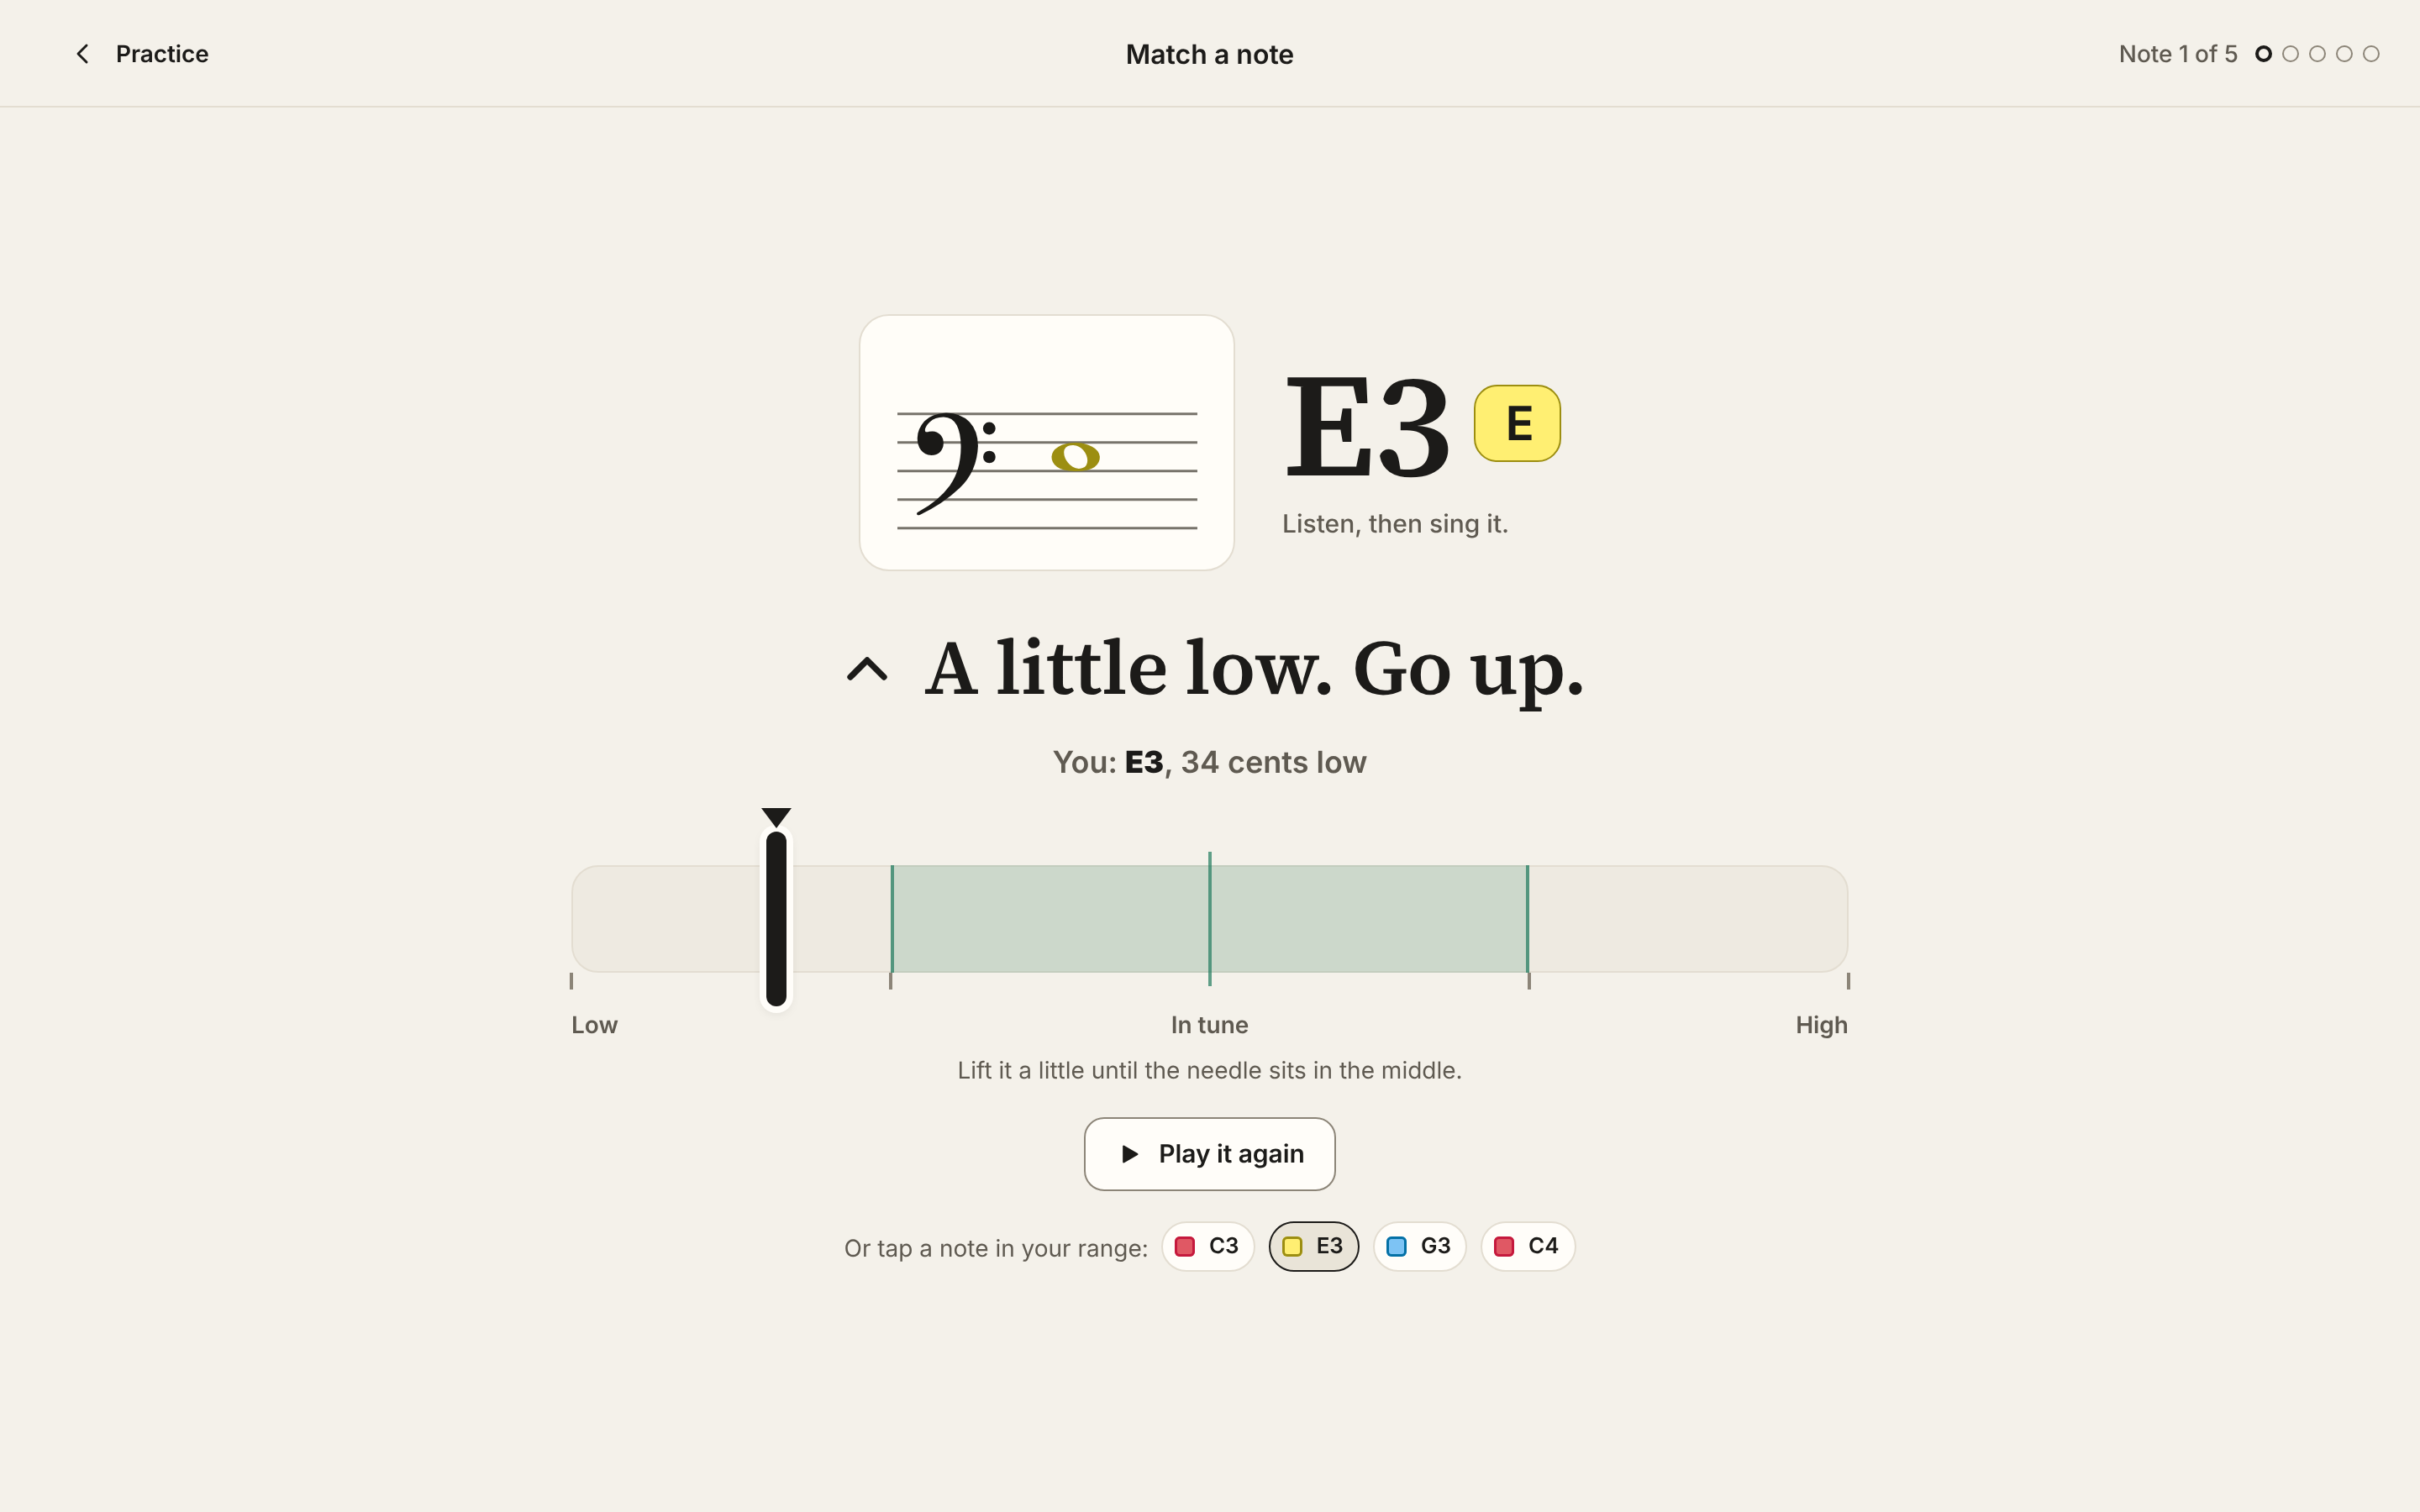 Practice
Match a note
Note 1 of 5
E3
E
Listen, then sing it.
A little low. Go up.
You: E3, 34 cents low
Low
In tune
High
Lift it a little until the needle sits in the middle.
Play it again
Or tap a note in your range: C3 E3 G3 C4